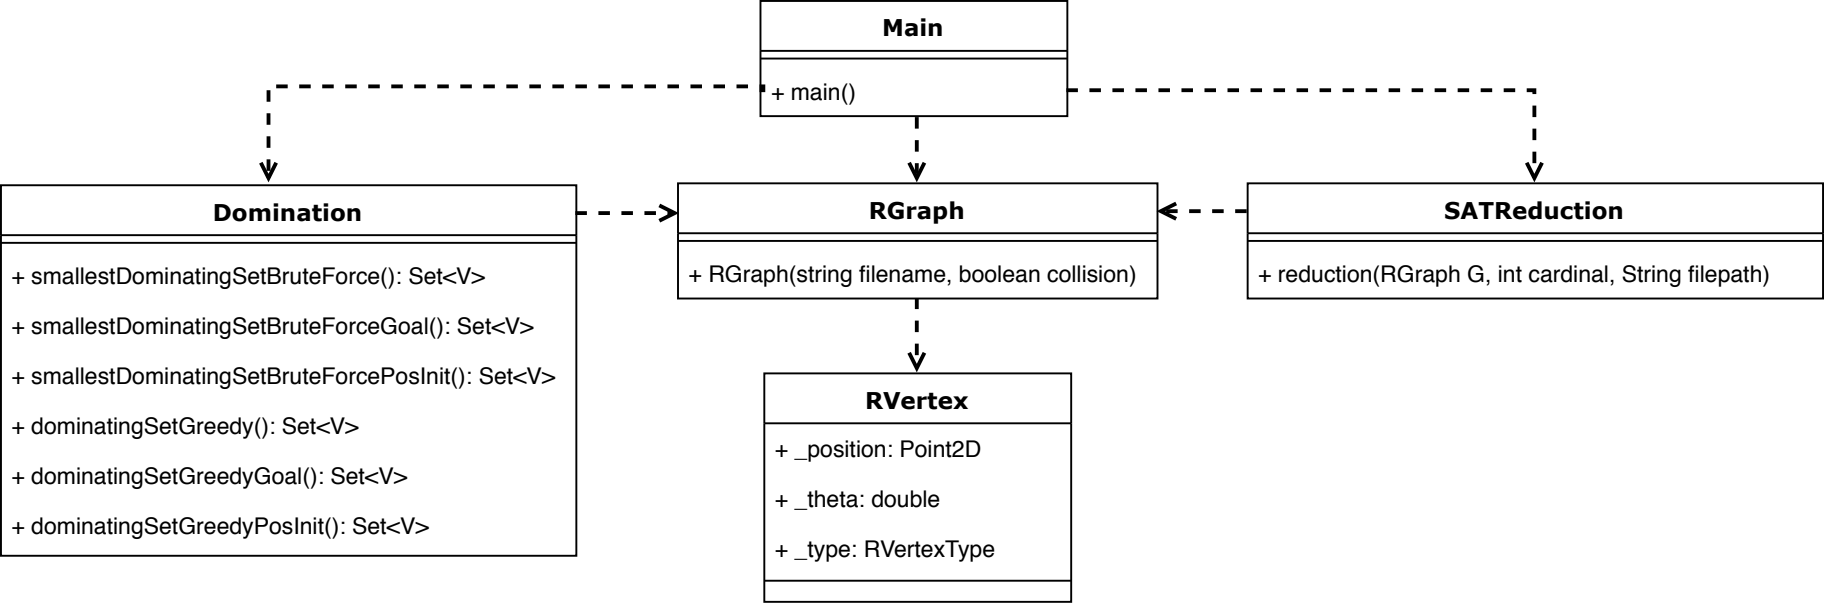 Main
+ main()
Domination
+ smallestDominatingSetBruteForce(): Set<V>
+ smallestDominatingSetBruteForceGoal(): Set<V>
+ smallestDominatingSetBruteForcePosInit(): Set<V>
+ dominatingSetGreedy(): Set<V>
+ dominatingSetGreedyGoal(): Set<V>
+ dominatingSetGreedyPosInit(): Set<V>
RGraph
+ RGraph(string filename, boolean collision)
SATReduction
+ reduction(RGraph G, int cardinal, String filepath)
RVertex
+ _position: Point2D
+ _theta: double
+ _type: RVertexType